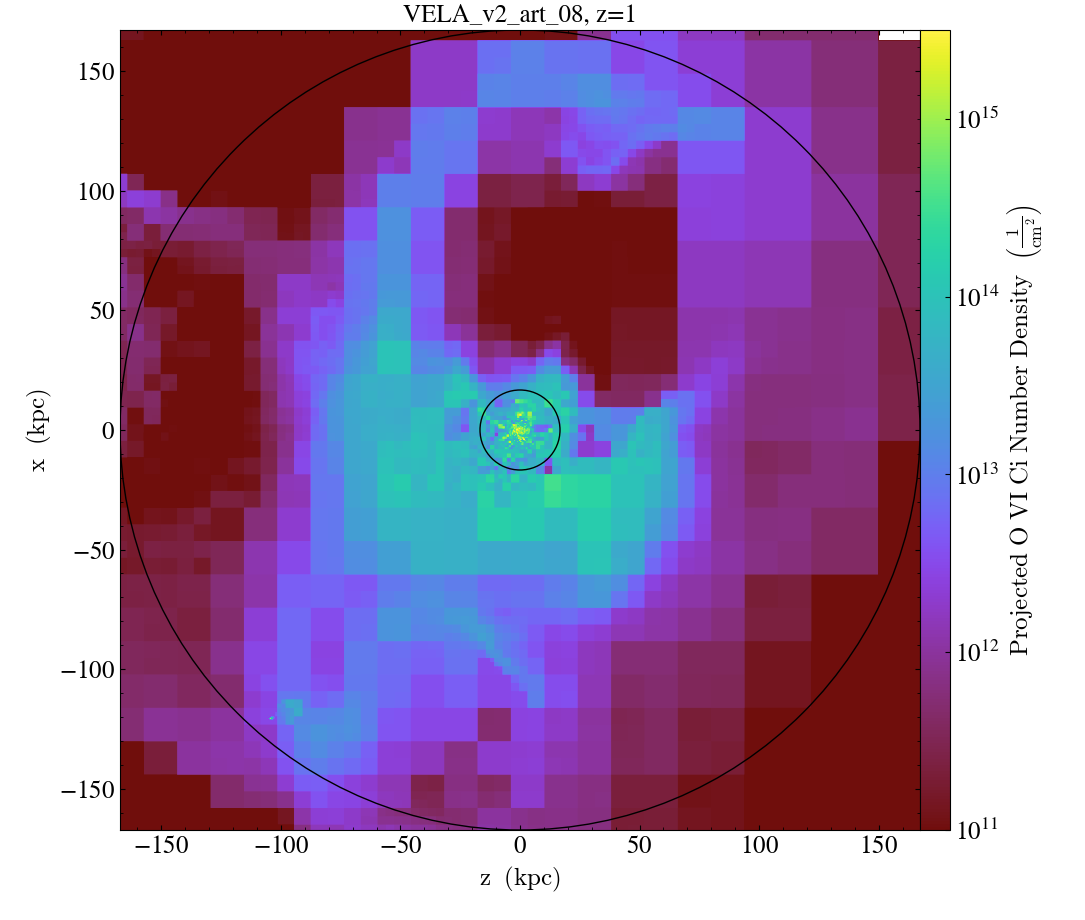 VELA_v2_art_08, z=1
150
100
50
0
−50
−100
−150
x (kpc)
−150 −100 −50 0 50 100 150
z (kpc)
10^15
10^14
10^13
10^12
10^11
Projected O VI Ci Number Density (1/cm^2)